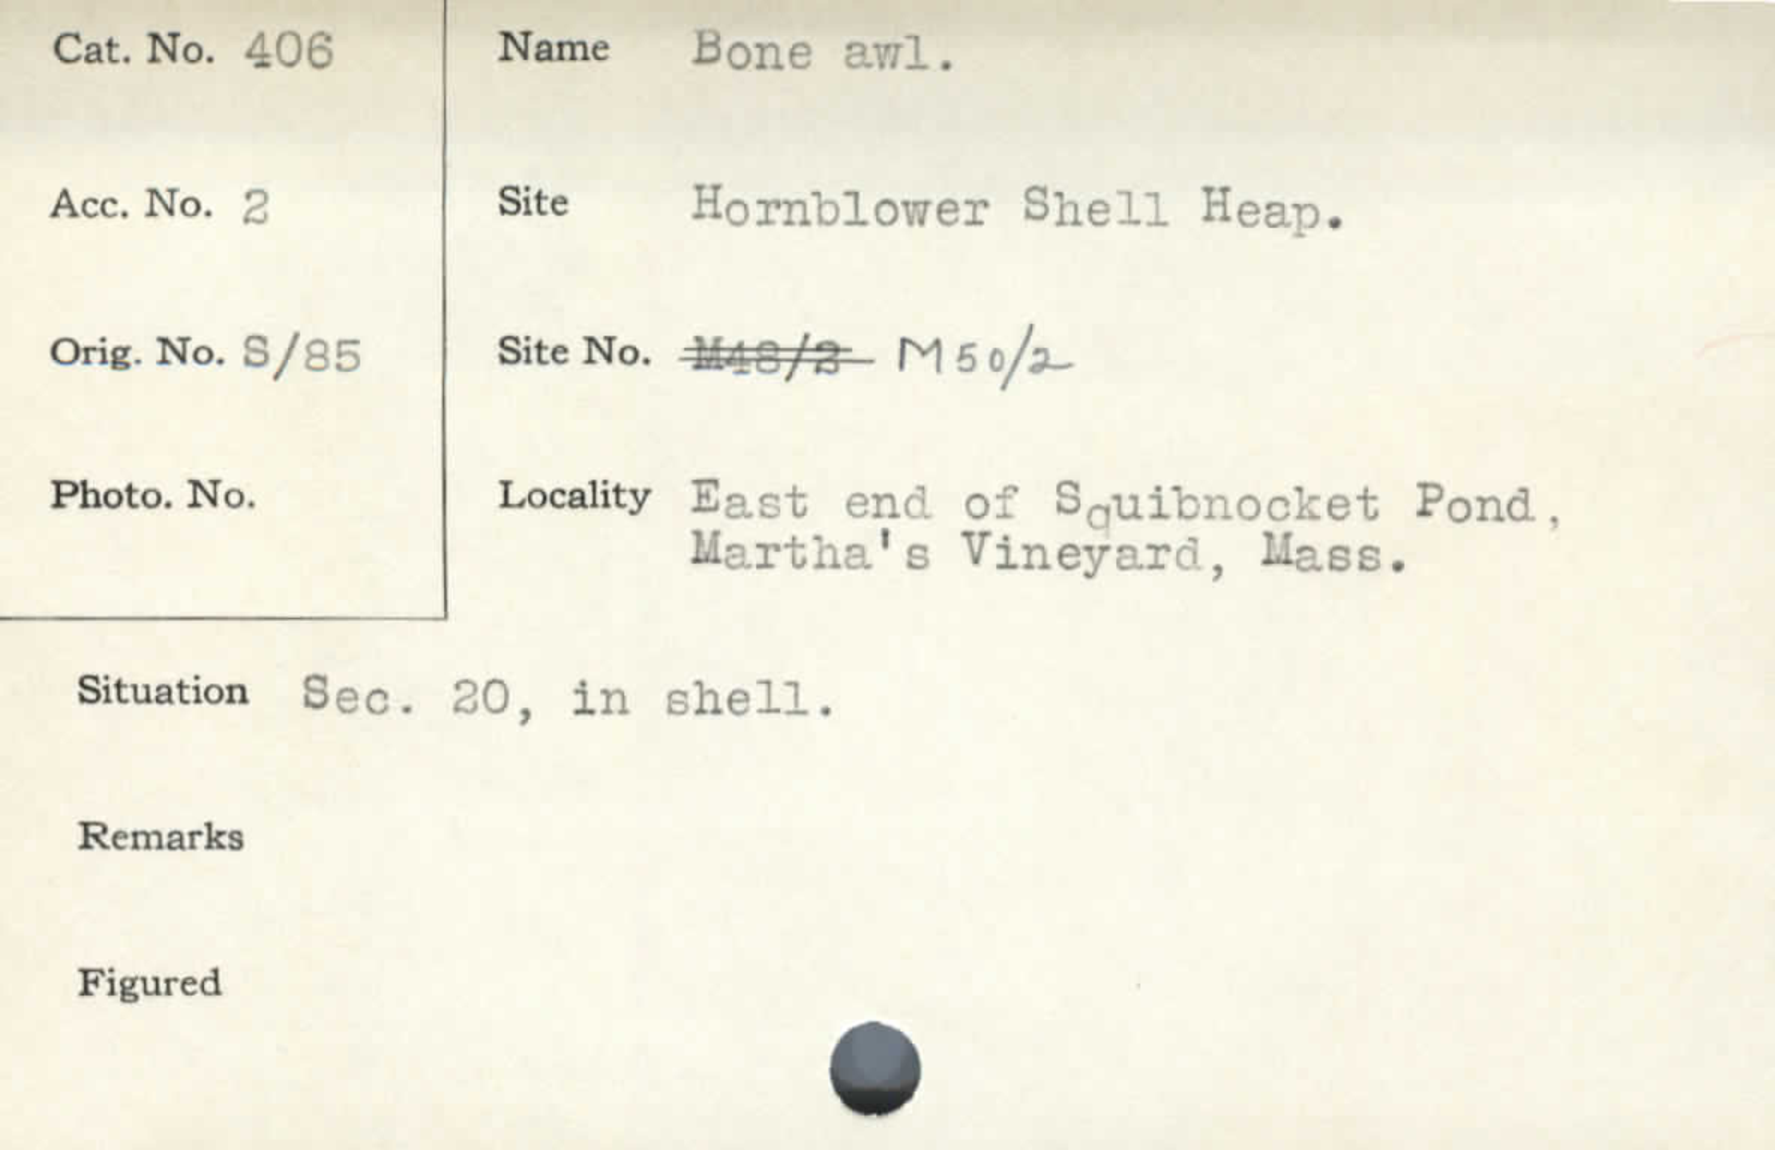 Cat. No. 406
Name Bone awl.
Acc. No. 2
Site Hornblower Shell Heap.
Orig. No. S/85
Site No. M48/2 M50/2
Photo. No.
Locality East end of Squibnocket Pond,
Martha's Vineyard, Mass.
Situation Sec. 20, in shell.
Remarks
Figured